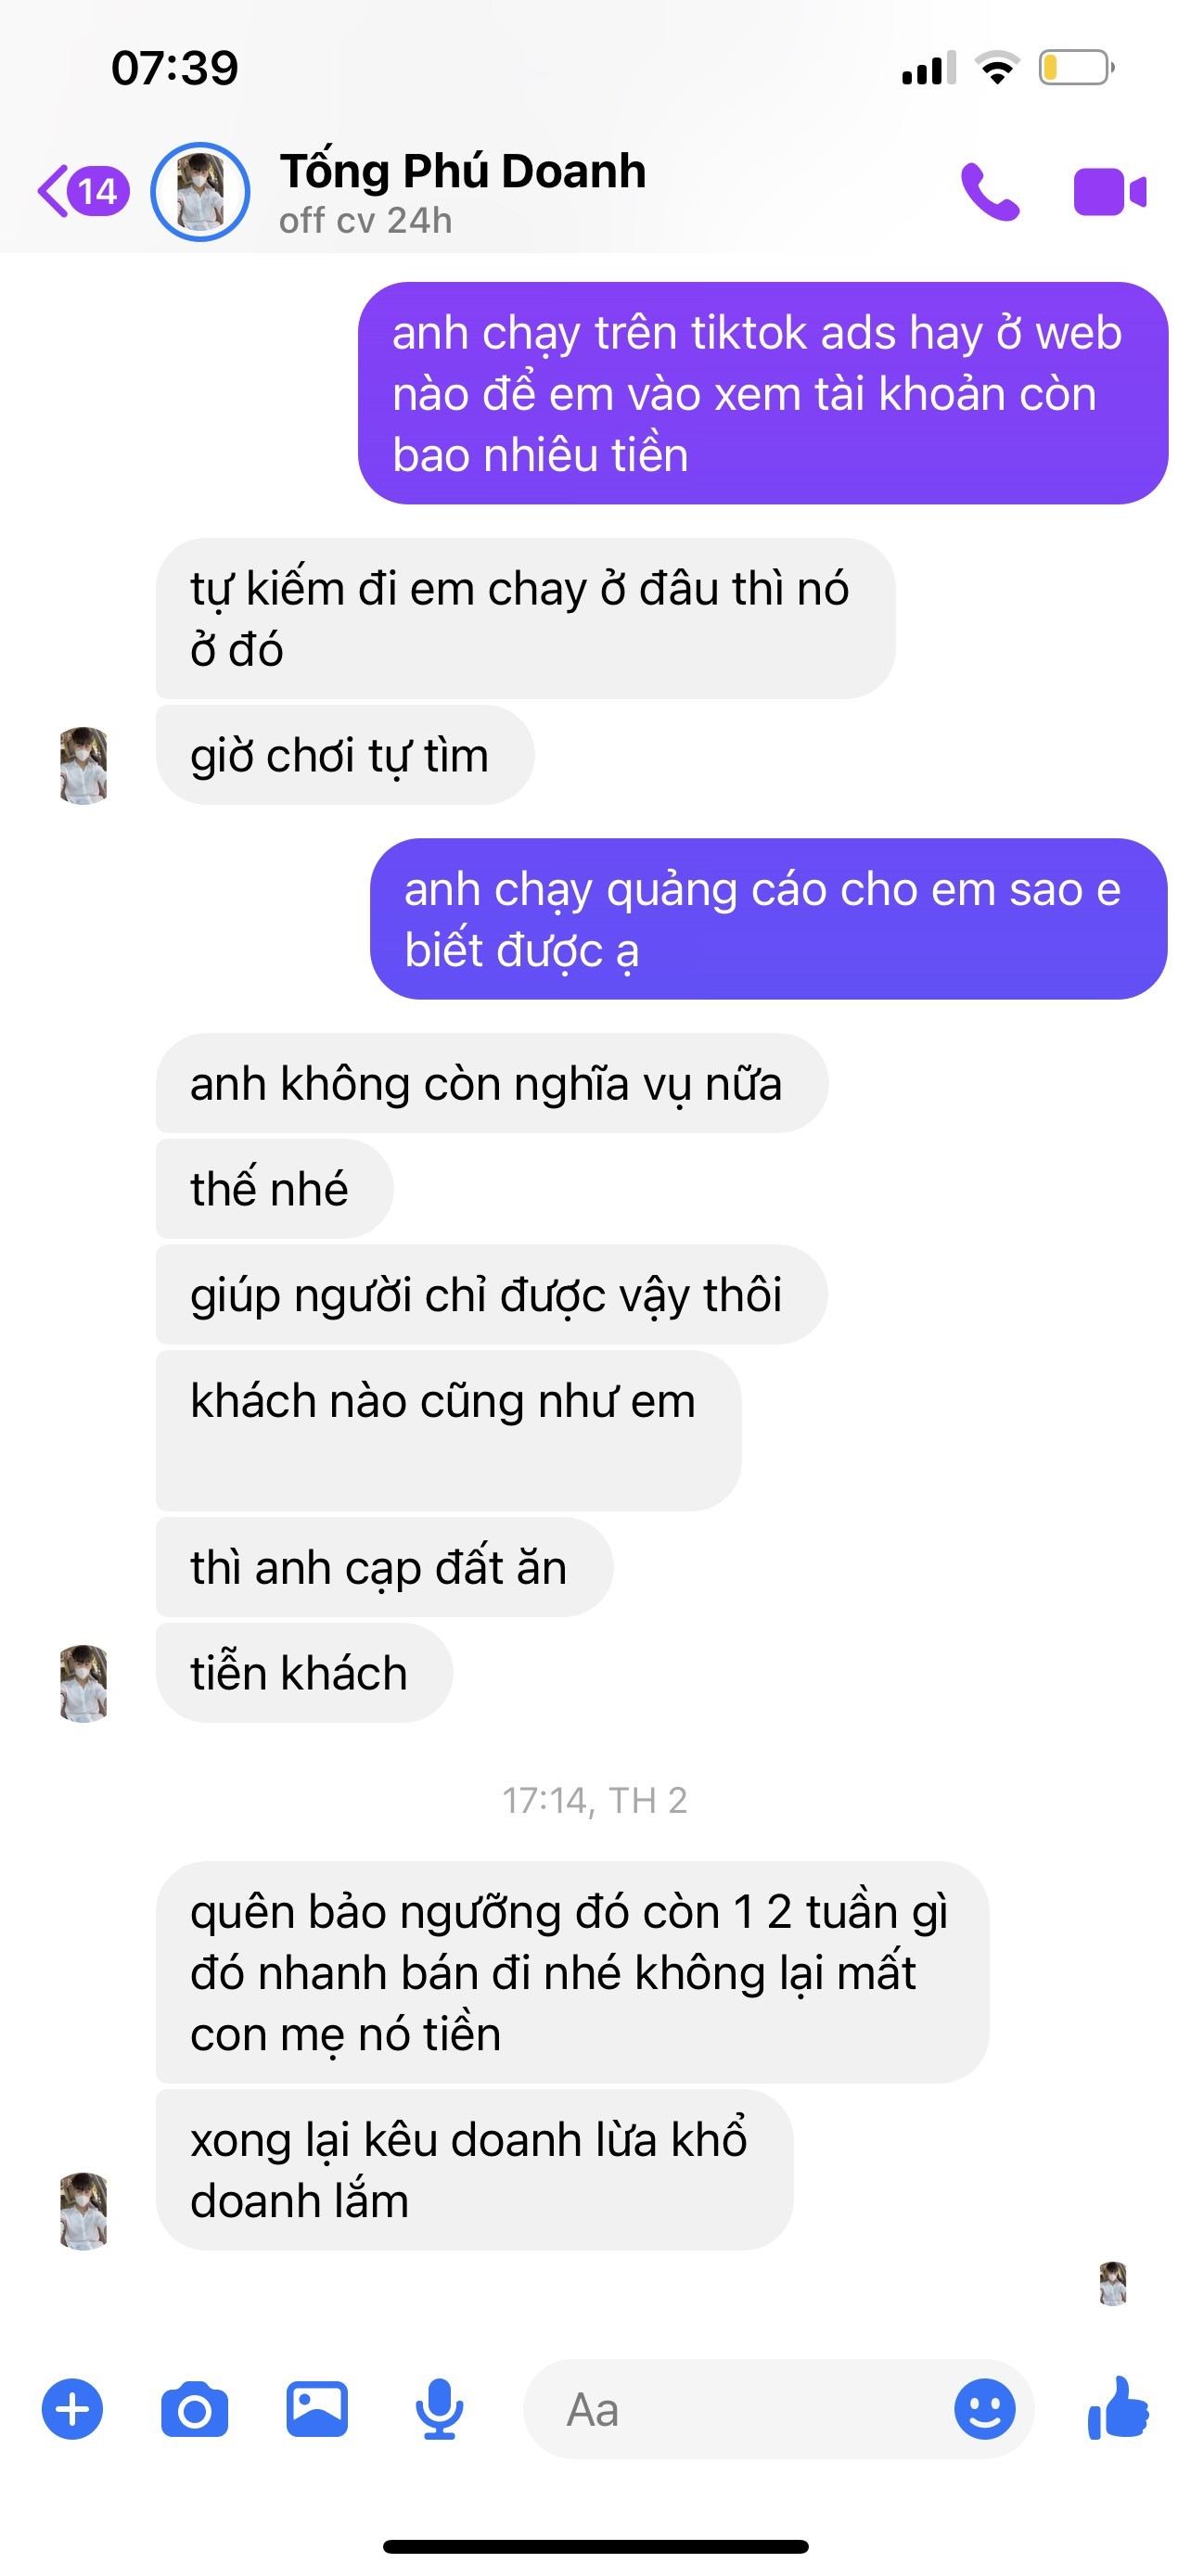 07:39
14
Tống Phú Doanh
off cv 24h
anh chạy trên tiktok ads hay ở web
nào để em vào xem tài khoản còn
bao nhiêu tiền
tự kiếm đi em chay ở đâu thì nó
ở đó
giờ chơi tự tìm
anh chạy quảng cáo cho em sao e
biết được ạ
anh không còn nghĩa vụ nữa
thế nhé
giúp người chỉ được vậy thôi
khách nào cũng như em
thì anh cạp đất ăn
tiễn khách
17:14, TH 2
quên bảo ngưỡng đó còn 1 2 tuần gì
đó nhanh bán đi nhé không lại mất
con mẹ nó tiền
xong lại kêu doanh lừa khổ
doanh lắm
Aa